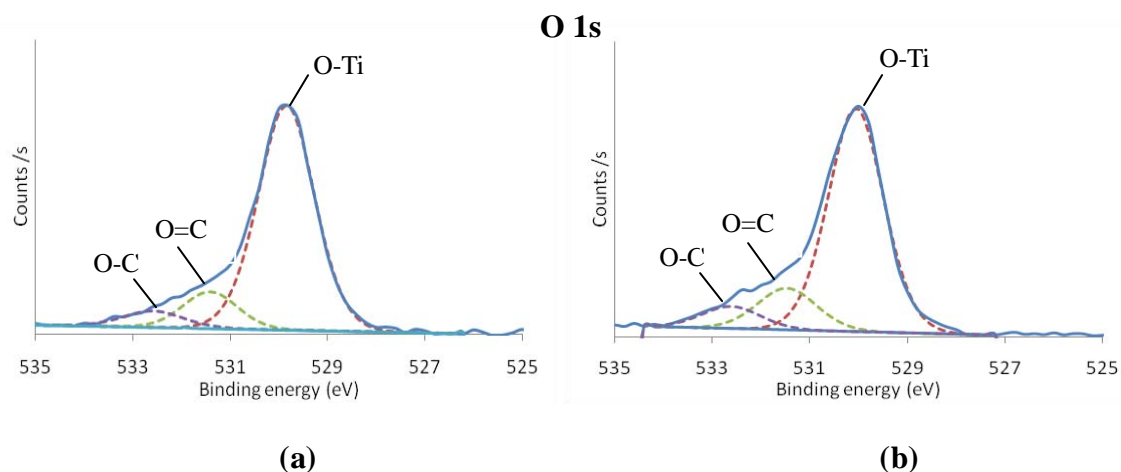 O 1s
O-Ti
O=C
O-C
Counts /s
535 533 531 529 527 525
Binding energy (eV)
(a)
O-Ti
O=C
O-C
Counts /s
535 533 531 529 527 525
Binding energy (eV)
(b)